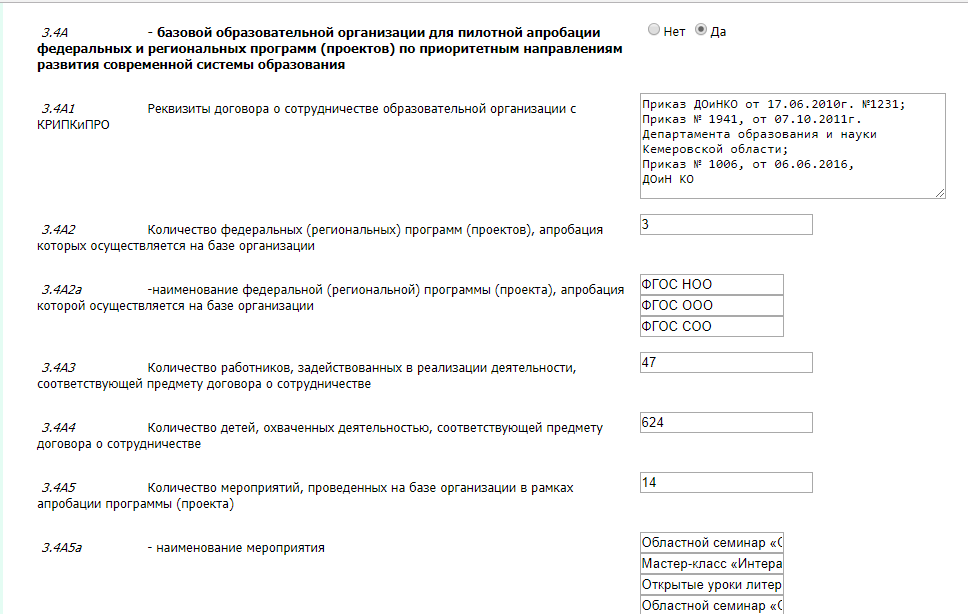 3.4А - базовой образовательной организации для пилотной апробации
федеральных и региональных программ (проектов) по приоритетным направлениям
развития современной системы образования
Нет Да
3.4А1 Реквизиты договора о сотрудничестве образовательной организации с
КРИПКиПРО
Приказ ДОиНКО от 17.06.2010г. №1231;
Приказ № 1941, от 07.10.2011г.
Департамента образования и науки
Кемеровской области;
Приказ № 1006, от 06.06.2016,
ДОиН КО
3.4А2 Количество федеральных (региональных) программ (проектов), апробация
которых осуществляется на базе организации
3
3.4А2а -наименование федеральной (региональной) программы (проекта), апробация
которой осуществляется на базе организации
ФГОС НОО
ФГОС ООО
ФГОС СОО
3.4А3 Количество работников, задействованных в реализации деятельности,
соответствующей предмету договора о сотрудничестве
47
3.4А4 Количество детей, охваченных деятельностью, соответствующей предмету
договора о сотрудничестве
624
3.4А5 Количество мероприятий, проведенных на базе организации в рамках
апробации программы (проекта)
14
3.4А5а - наименование мероприятия
Областной семинар «С
Мастер-класс «Интера
Открытые уроки литер
Областной семинар «С